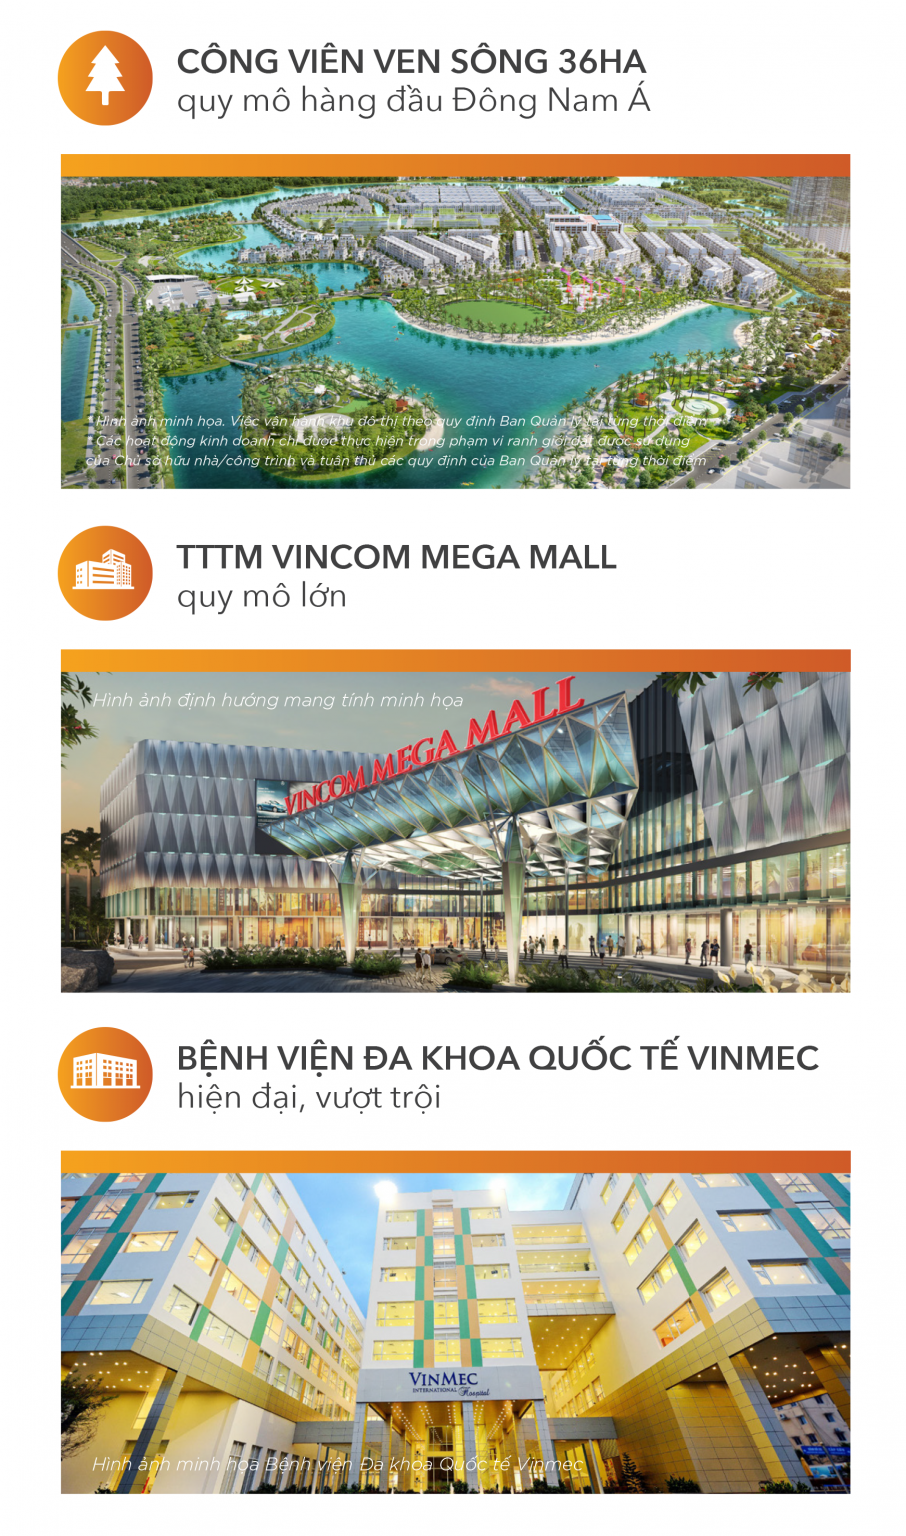 CÔNG VIÊN VEN SÔNG 36HA
quy mô hàng đầu Đông Nam Á
Hình ảnh minh họa. Việc vận hành khu đô thị theo quy định Ban Quản lý tại từng thời điểm
Các hoạt động kinh doanh chỉ được thực hiện trong phạm vi ranh giới đất được sử dụng
của Chủ sở hữu nhà/công trình và tuân thủ các quy định của Ban Quản lý tại từng thời điểm
TTTM VINCOM MEGA MALL
quy mô lớn
Hình ảnh định hướng mang tính minh họa
VINCOM MEGA MALL
BỆNH VIỆN ĐA KHOA QUỐC TẾ VINMEC
hiện đại, vượt trội
VINMEC
INTERNATIONAL Hospital
Hình ảnh minh họa Bệnh viện Đa khoa Quốc tế Vinmec